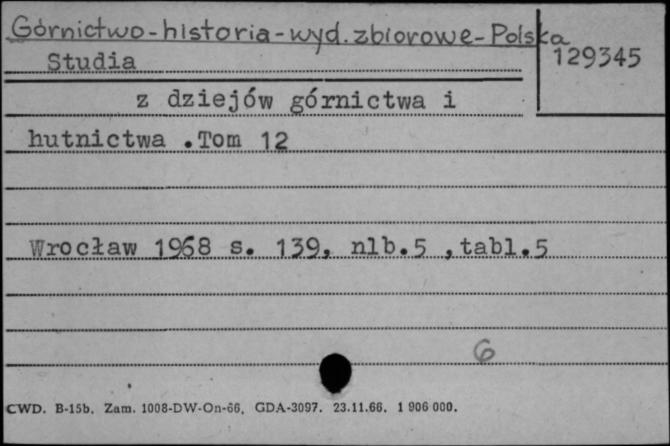 Górnictwo-historia-wyd. zbiorowe-Polska
129345
Studia
z dziejów górnictwa i
hutnictwa .Tom 12
Wrocław 1968 s. 139, nlb.5 ,tabl.5
6
CWD. B-15b. Zam. 1008-DW-On-66. GDA-3097. 23.11.66. 1 906 000.